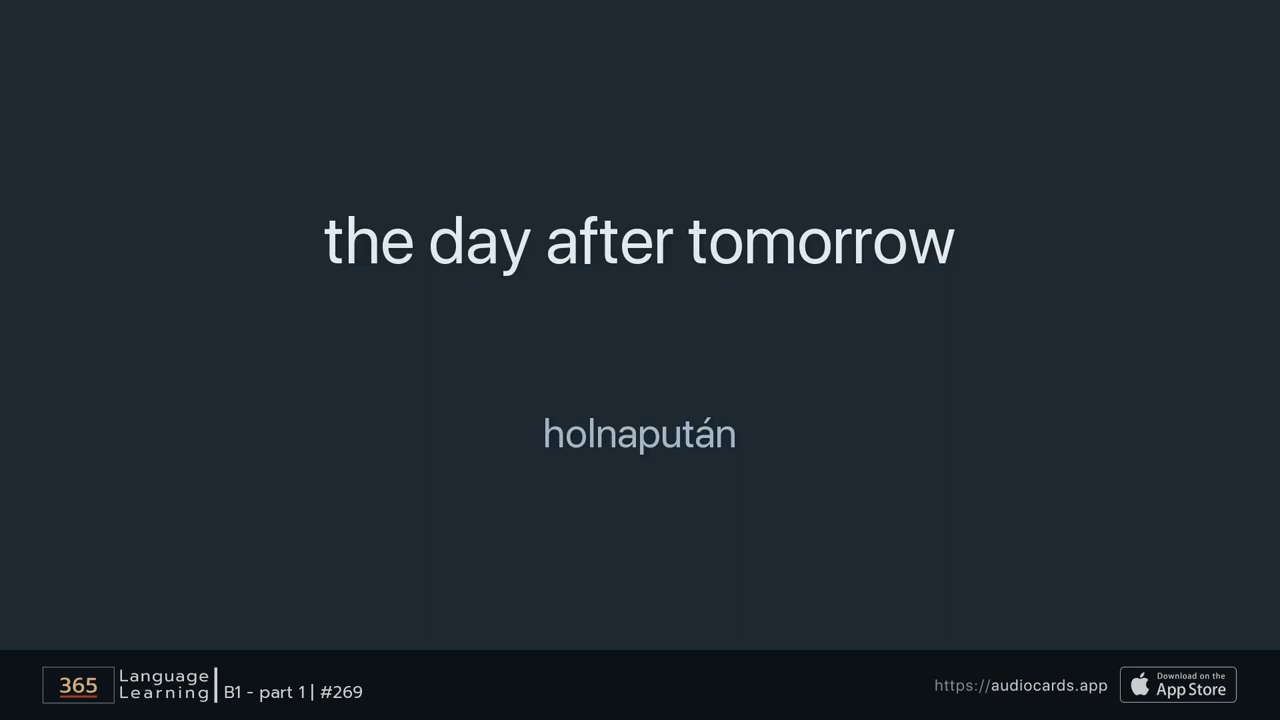 the day after tomorrow
holnapután
365
Language
Learning
B1 - part 1 | #269
https://audiocards.app
Download on the
App Store